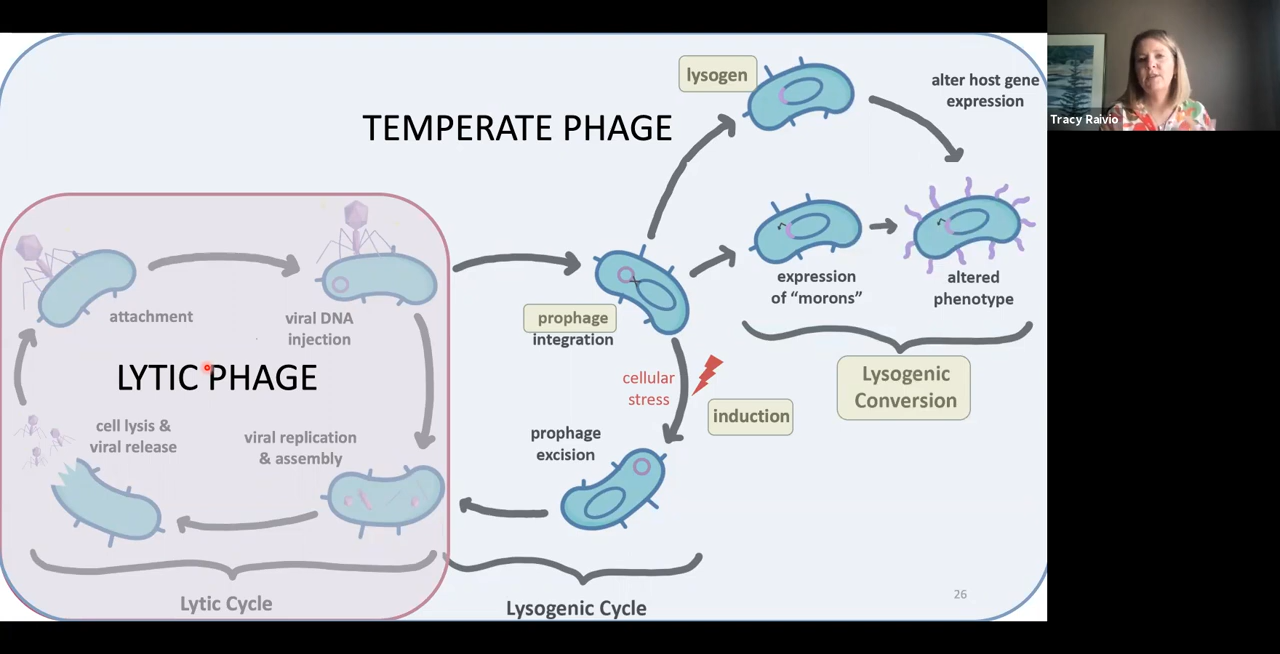 lysogen
alter host gene
expression
Tracy Raivio
TEMPERATE PHAGE
attachment
viral DNA
injection
prophage
integration
expression
of “morons”
altered
phenotype
LYTIC PHAGE
cellular
stress
induction
Lysogenic
Conversion
cell lysis &
viral release
viral replication
& assembly
prophage
excision
Lytic Cycle
Lysogenic Cycle
26